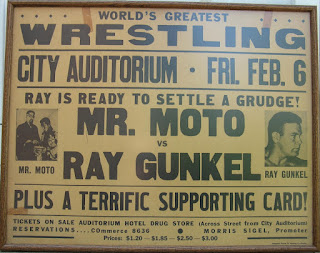 WORLD'S GREATEST
WRESTLING
CITY AUDITORIUM · FRI. FEB. 6
RAY IS READY TO SETTLE A GRUDGE!
MR. MOTO
VS
RAY GUNKEL
MR. MOTO
RAY GUNKEL
PLUS A TERRIFIC SUPPORTING CARD!
TICKETS ON SALE AUDITORIUM HOTEL DRUG STORE (Across Street from City Auditorium)
RESERVATIONS....COmmerce 8636 ● MORRIS SIGEL, Promoter
Prices: $1.20 — $1.85 — $2.50 — $3.00